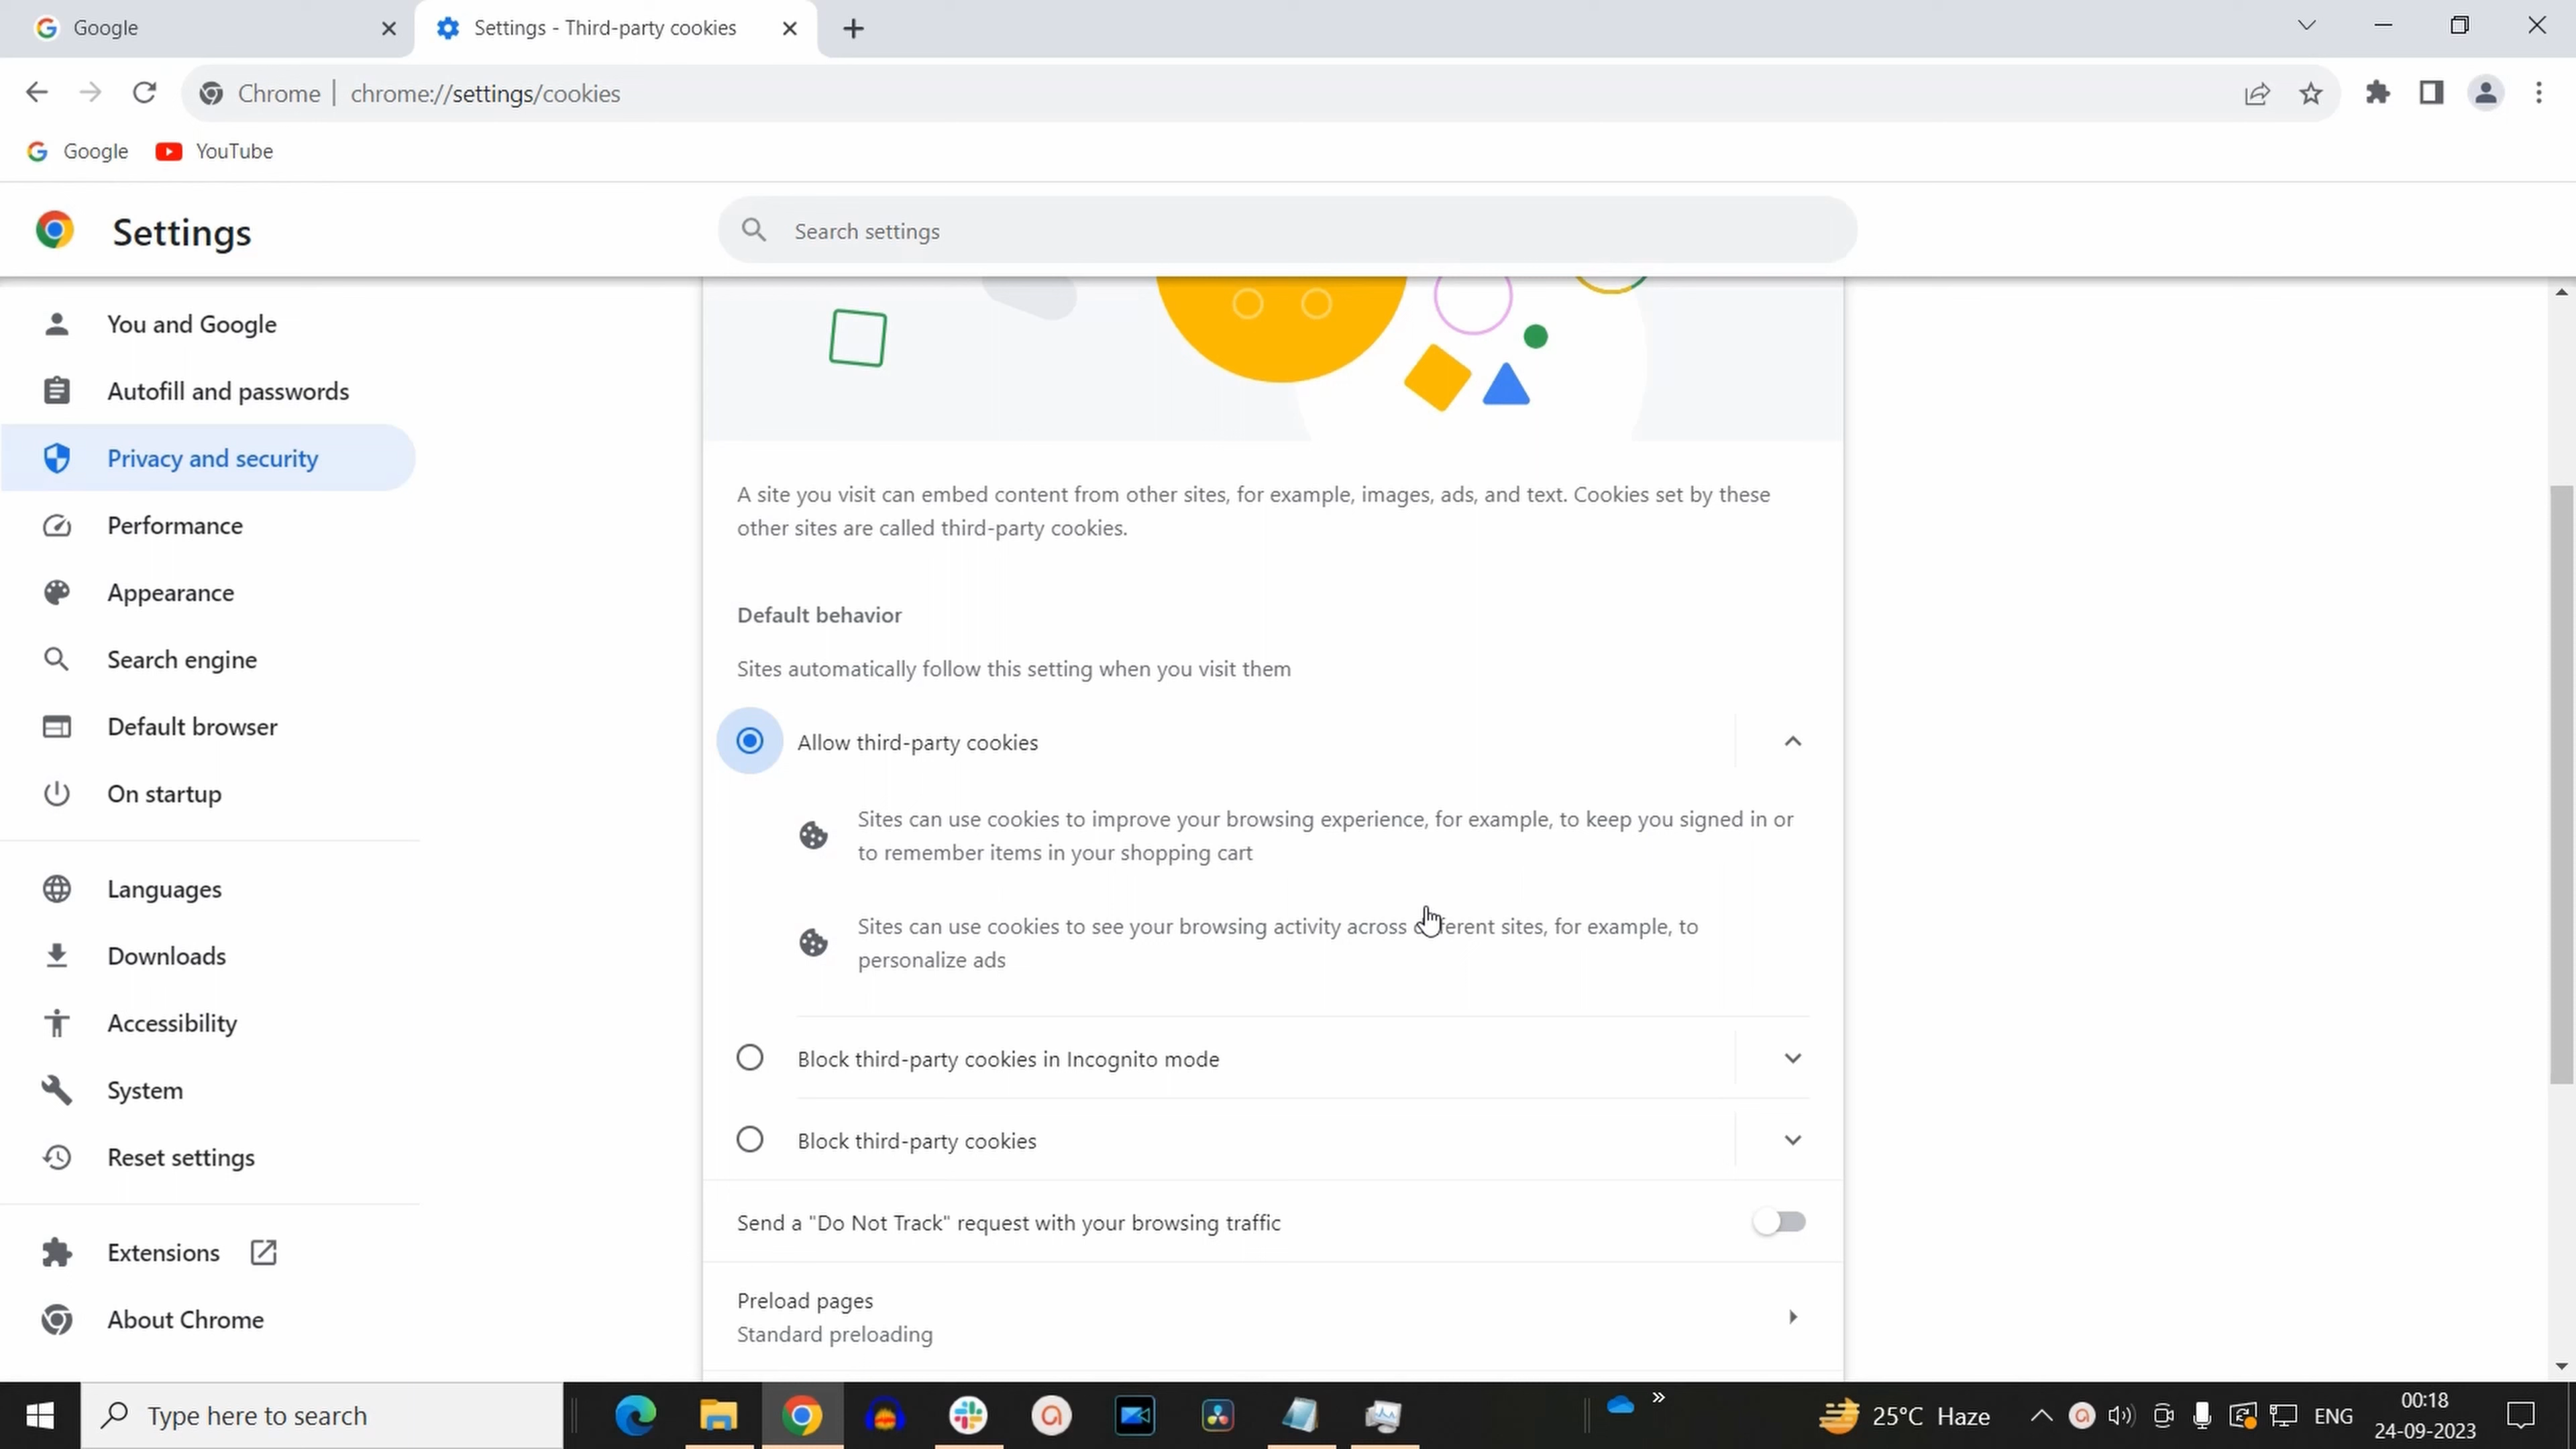 Google
Settings - Third-party cookies
Chrome | chrome://settings/cookies
Google
YouTube
Settings
Search settings
You and Google
Autofill and passwords
Privacy and security
Performance
Appearance
Search engine
Default browser
On startup
Languages
Downloads
Accessibility
System
Reset settings
Extensions
About Chrome
A site you visit can embed content from other sites, for example, images, ads, and text. Cookies set by these
other sites are called third-party cookies.
Default behavior
Sites automatically follow this setting when you visit them
Allow third-party cookies
Sites can use cookies to improve your browsing experience, for example, to keep you signed in or
to remember items in your shopping cart
Sites can use cookies to see your browsing activity across different sites, for example, to
personalize ads
Block third-party cookies in Incognito mode
Block third-party cookies
Send a "Do Not Track" request with your browsing traffic
Preload pages
Standard preloading
Type here to search
25°C Haze
ENG
00:18
24-09-2023